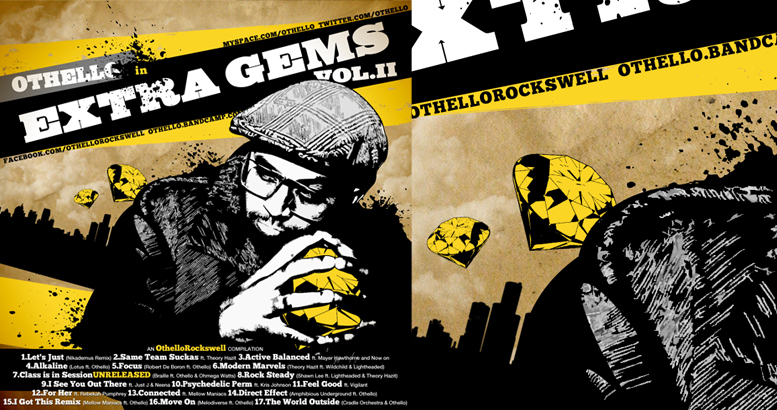 MYSPACE.COM/OTHELLO TWITTER.COM/OTHELLO
OTHELLO in
EXTRA GEMS
VOL.II
FACEBOOK.COM/OTHELLOROCKSWELL OTHELLO.BANDCAMP.CO
AN OthelloRockswell COMPILATION
1.Let's Just (Nikademus Remix) 2.Same Team Suckas ft. Theory Hazit 3.Active Balanced ft. Mayer Hawthorne and Now on
4.Alkaline (Lotus ft. Othello) 5.Focus (Robert De Boron ft. Othello) 6.Modern Marvels (Theory Hazit ft. Wildchild & Lightheaded)
7.Class is in Session UNRELEASED (Braille ft. Othello & Ohmega Watts) 8.Rock Steady (Shawn Lee ft. Lightheaded & Theory Hazit)
9.I See You Out There ft. Just J & Neena 10.Psychedelic Perm ft. Kris Johnson 11.Feel Good ft. Vigilant
12.For Her ft. Rebekah Pumphrey 13.Connected ft. Mellow Maniacs 14.Direct Effect (Amphibious Underground ft. Othello)
15.I Got This Remix (Mellow Maniacs ft. Othello) 16.Move On (Melodiverse ft. Othello) 17.The World Outside (Cradle Orchestra & Othello)
OTHELLOROCKSWELL OTHELLO.BANDCA